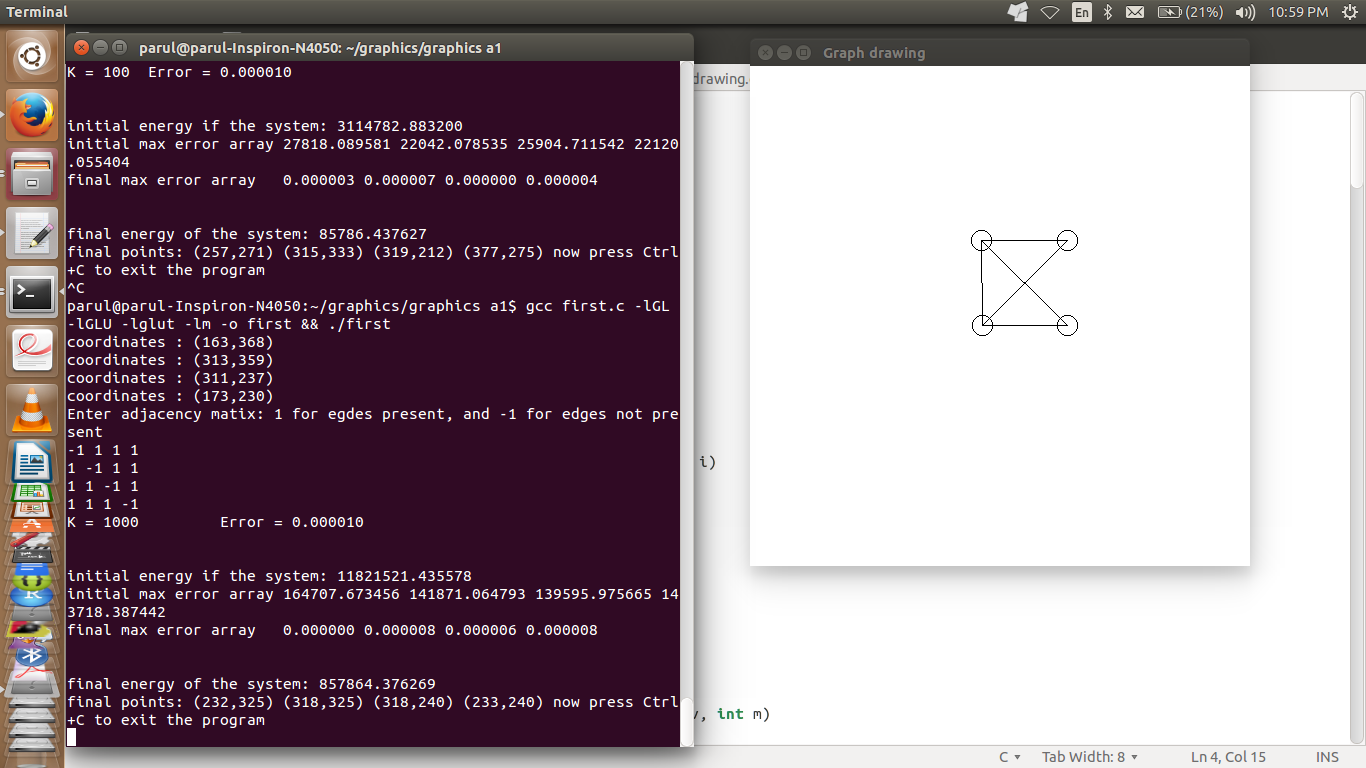 Terminal
En
(21%)
10:59 PM
parul@parul-Inspiron-N4050: ~/graphics/graphics a1
K = 100  Error = 0.000010
initial energy if the system: 3114782.883200
initial max error array 27818.089581 22042.078535 25904.711542 22120
.055404
final max error array   0.000003 0.000007 0.000000 0.000004
final energy of the system: 85786.437627
final points: (257,271) (315,333) (319,212) (377,275) now press Ctrl
+C to exit the program
^C
parul@parul-Inspiron-N4050:~/graphics/graphics a1$ gcc first.c -lGL
-lGLU -lglut -lm -o first && ./first
coordinates : (163,368)
coordinates : (313,359)
coordinates : (311,237)
coordinates : (173,230)
Enter adjacency matix: 1 for egdes present, and -1 for edges not pre
sent
-1 1 1 1
1 -1 1 1
1 1 -1 1
1 1 1 -1
K = 1000         Error = 0.000010
initial energy if the system: 11821521.435578
initial max error array 164707.673456 141871.064793 139595.975665 14
3718.387442
final max error array   0.000000 0.000008 0.000006 0.000008
final energy of the system: 857864.376269
final points: (232,325) (318,325) (318,240) (233,240) now press Ctrl
+C to exit the program
Graph drawing
drawing.
i)
v, int m)
C
Tab Width: 8
Ln 4, Col 15
INS